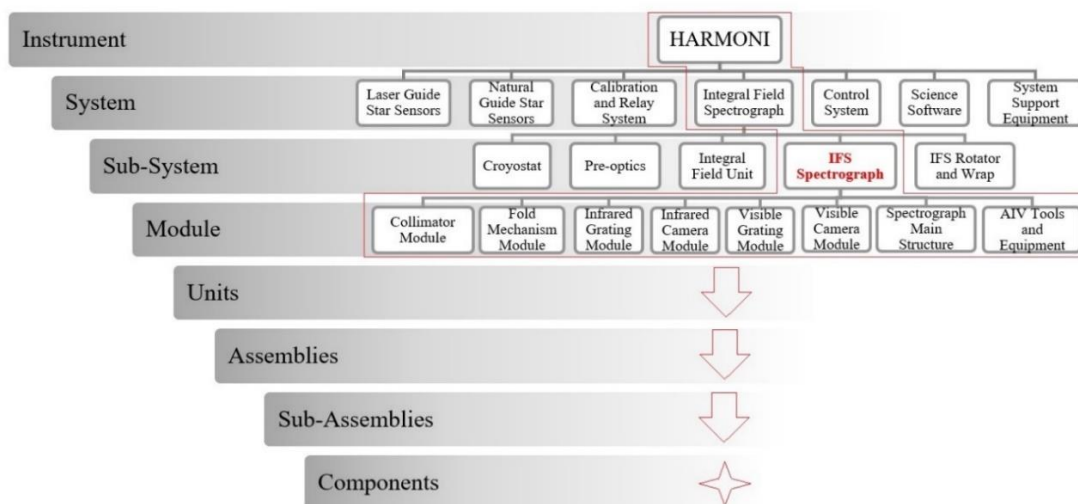 Instrument
HARMONI
System
Laser Guide
Star Sensors
Natural
Guide Star
Sensors
Calibration
and Relay
System
Integral Field
Spectrograph
Control
System
Science
Software
System
Support
Equipment
Sub-System
Croyostat
Pre-optics
Integral
Field Unit
IFS
Spectrograph
IFS Rotator
and Wrap
Module
Collimator
Module
Fold
Mechanism
Module
Infrared
Grating
Module
Infrared
Camera
Module
Visible
Grating
Module
Visible
Camera
Module
Spectrograph
Main
Structure
AIV Tools
and
Equipment
Units
Assemblies
Sub-Assemblies
Components